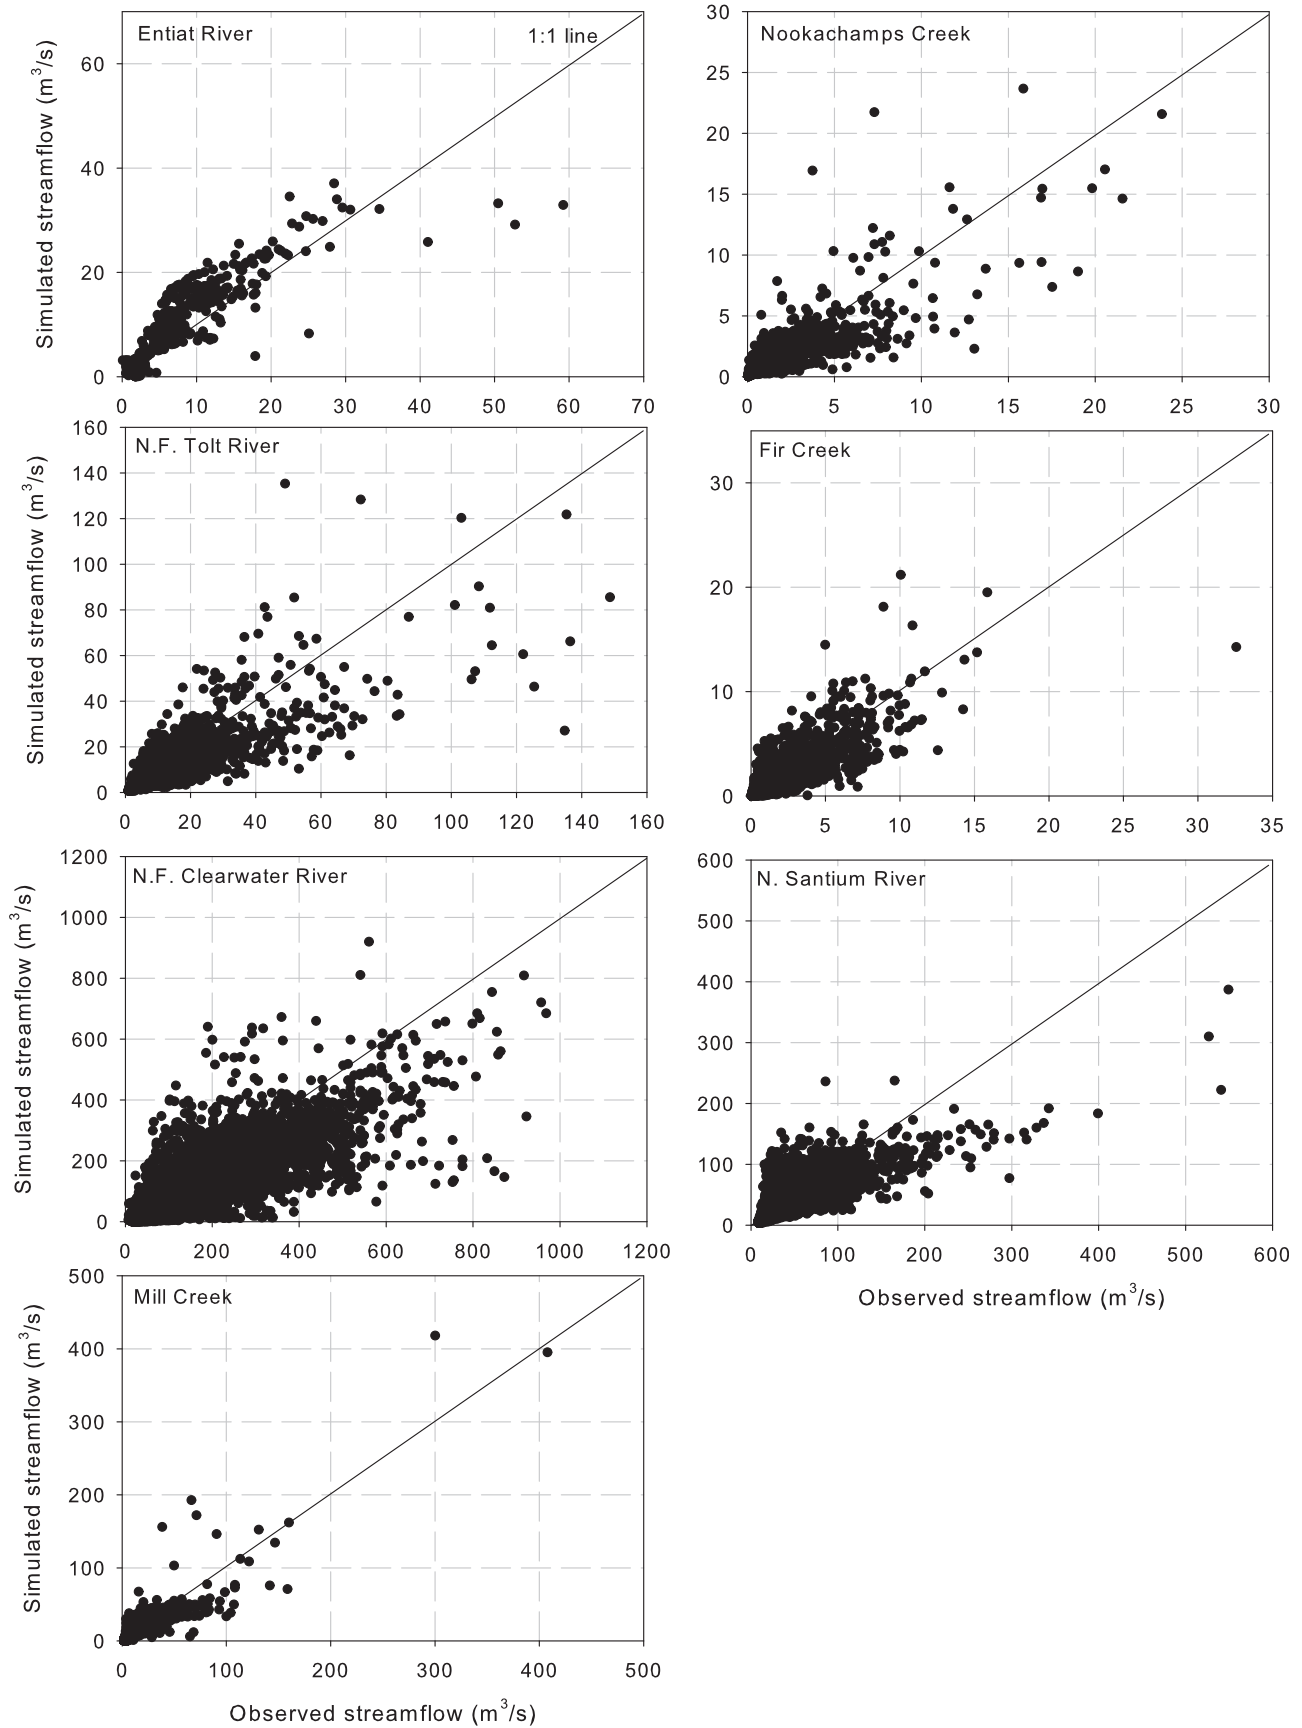 Entiat River
1:1 line
Simulated streamflow (m3/s)
60
40
20
0
0 10 20 30 40 50 60 70
Nookachamps Creek
30
25
20
15
10
5
0
0 5 10 15 20 25 30
N.F. Tolt River
Simulated streamflow (m3/s)
160
140
120
100
80
60
40
20
0
0 20 40 60 80 100 120 140 160
Fir Creek
30
20
10
0
0 5 10 15 20 25 30 35
N.F. Clearwater River
Simulated streamflow (m3/s)
1200
1000
800
600
400
200
0
0 200 400 600 800 1000 1200
N. Santium River
600
500
400
300
200
100
0
0 100 200 300 400 500 600
Observed streamflow (m3/s)
Mill Creek
Simulated streamflow (m3/s)
500
400
300
200
100
0
0 100 200 300 400 500
Observed streamflow (m3/s)